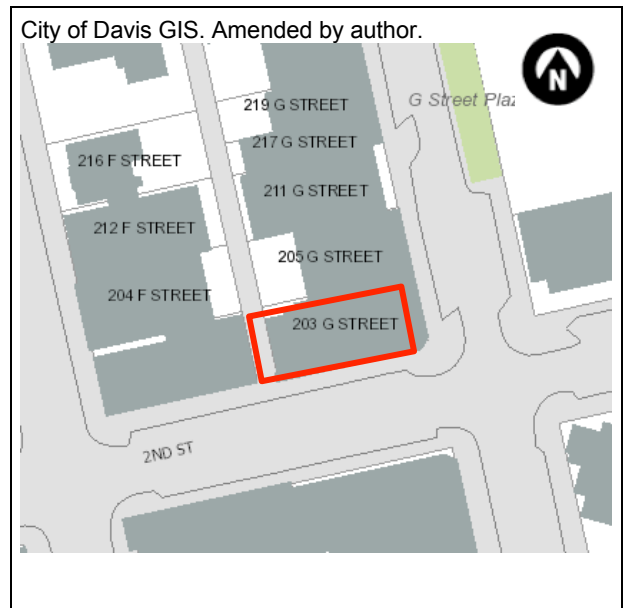 City of Davis GIS. Amended by author.
N
219 G STREET
G Street Plaz
217 G STREET
216 F STREET
211 G STREET
212 F STREET
205 G STREET
204 F STREET
203 G STREET
2ND ST